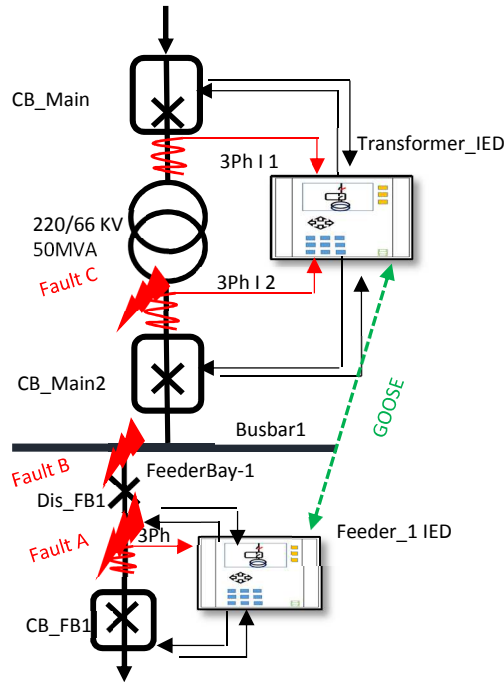 CB_Main
Transformer_IED
3Ph I 1
220/66 KV
50MVA
Fault C
3Ph I 2
CB_Main2
GOOSE
Busbar1
Fault B
FeederBay-1
Dis_FB1
Fault A
3Ph
Feeder_1 IED
CB_FB1